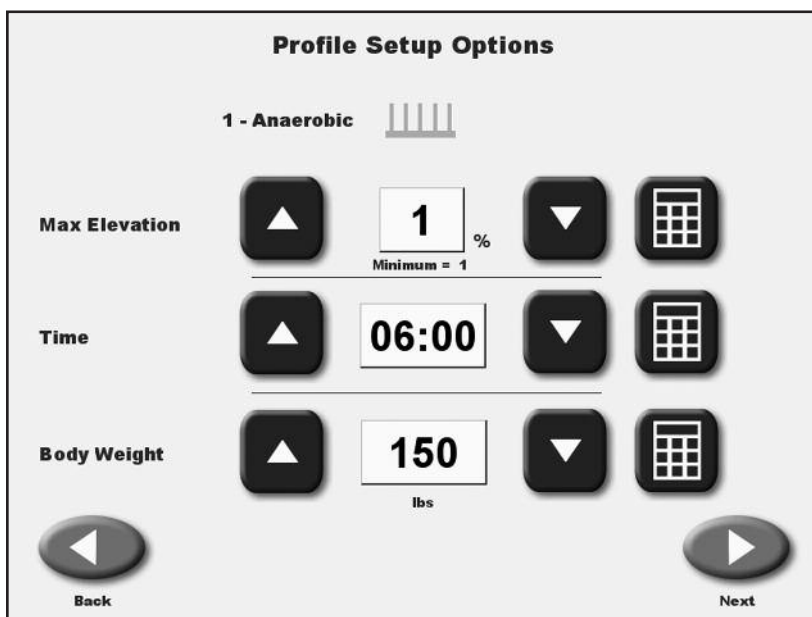 Profile Setup Options
1 - Anaerobic
Max Elevation
1
%
Minimum = 1
Time
06:00
Body Weight
150
lbs
Back
Next